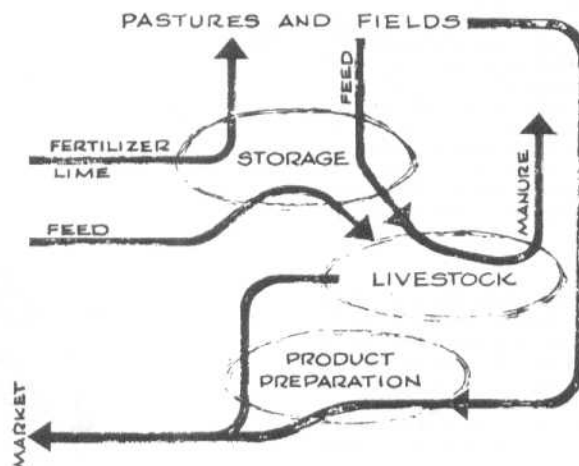 PASTURES AND FIELDS
FEED
FERTILIZER
LIME
STORAGE
FEED
MANURE
LIVESTOCK
PRODUCT
PREPARATION
MARKET